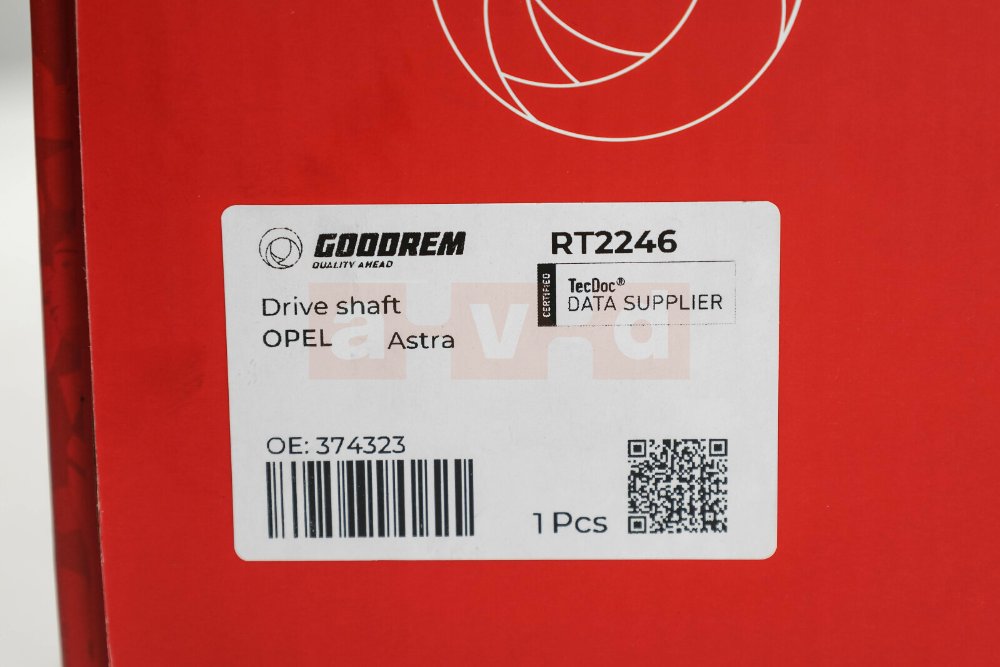 GOODREM
QUALITY AHEAD
RT2246
CERTIFIED
TecDoc®
DATA SUPPLIER
Drive shaft
OPEL Astra
a·v·d
OE: 374323
1 Pcs